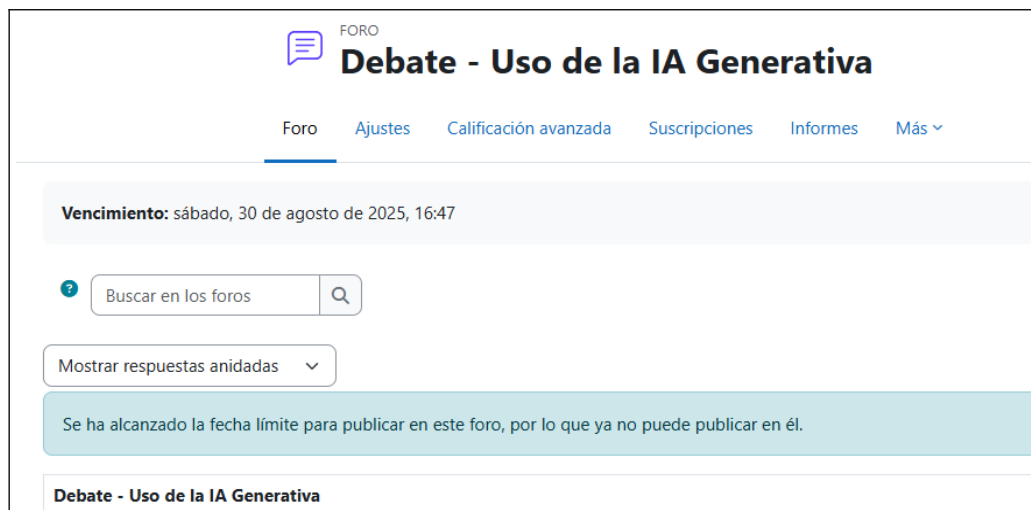 FORO
Debate - Uso de la IA Generativa
Foro Ajustes Calificación avanzada Suscripciones Informes Más
Vencimiento: sábado, 30 de agosto de 2025, 16:47
? Buscar en los foros
Mostrar respuestas anidadas
Se ha alcanzado la fecha límite para publicar en este foro, por lo que ya no puede publicar en él.
Debate - Uso de la IA Generativa